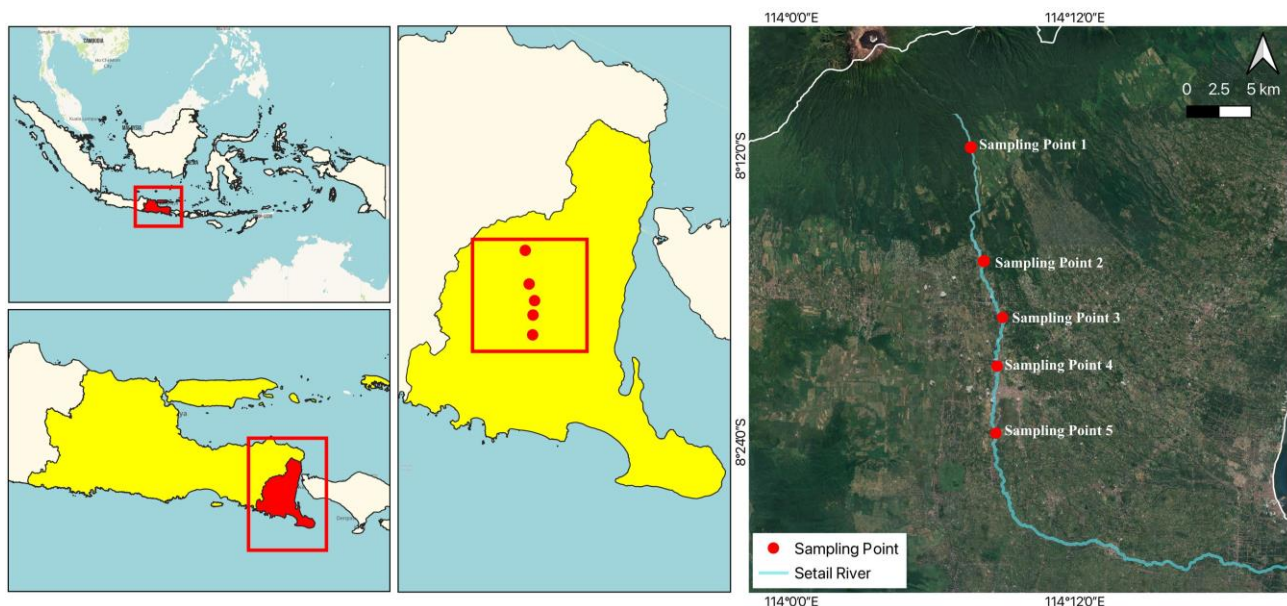 CAMBODIA
114°0'0"E
114°12'0"E
0 2.5 5 km
8°12'0"S
Sampling Point 1
Sampling Point 2
Sampling Point 3
Sampling Point 4
8°24'0"S
Sampling Point 5
Sampling Point
Setail River
114°0'0"E
114°12'0"E